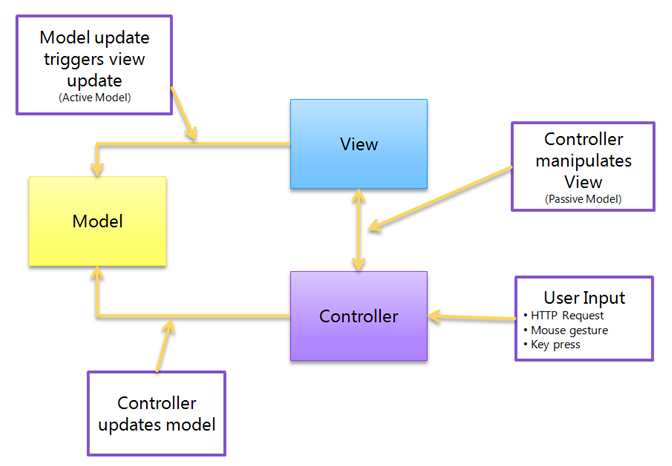 Model update
triggers view
update
(Active Model)
View
Controller
manipulates
View
(Passive Model)
Model
Controller
User Input
• HTTP Request
• Mouse gesture
• Key press
Controller
updates model